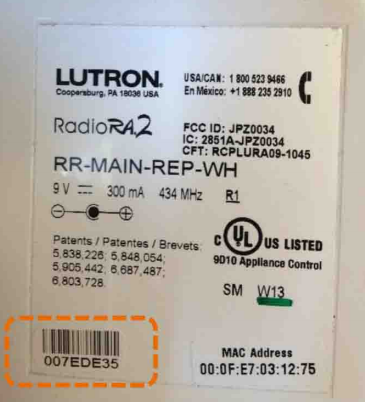 LUTRON.
Coopersburg, PA 18036 USA
USA/CAN: 1 800 523 9466
En México: +1 888 235 2910
RadioRA2
FCC ID: JPZ0034
IC: 2851A-JPZ0034
CFT: RCPLURA09-1045
RR-MAIN-REP-WH
9 V ⎓ 300 mA 434 MHz R1
Patents / Patentes / Brevets:
5,838,226; 5,848,054;
5,905,442; 6,687,487;
6,803,728
C UL US LISTED
9010 Appliance Control
SM W13
007EDE35
MAC Address
00:0F:E7:03:12:75